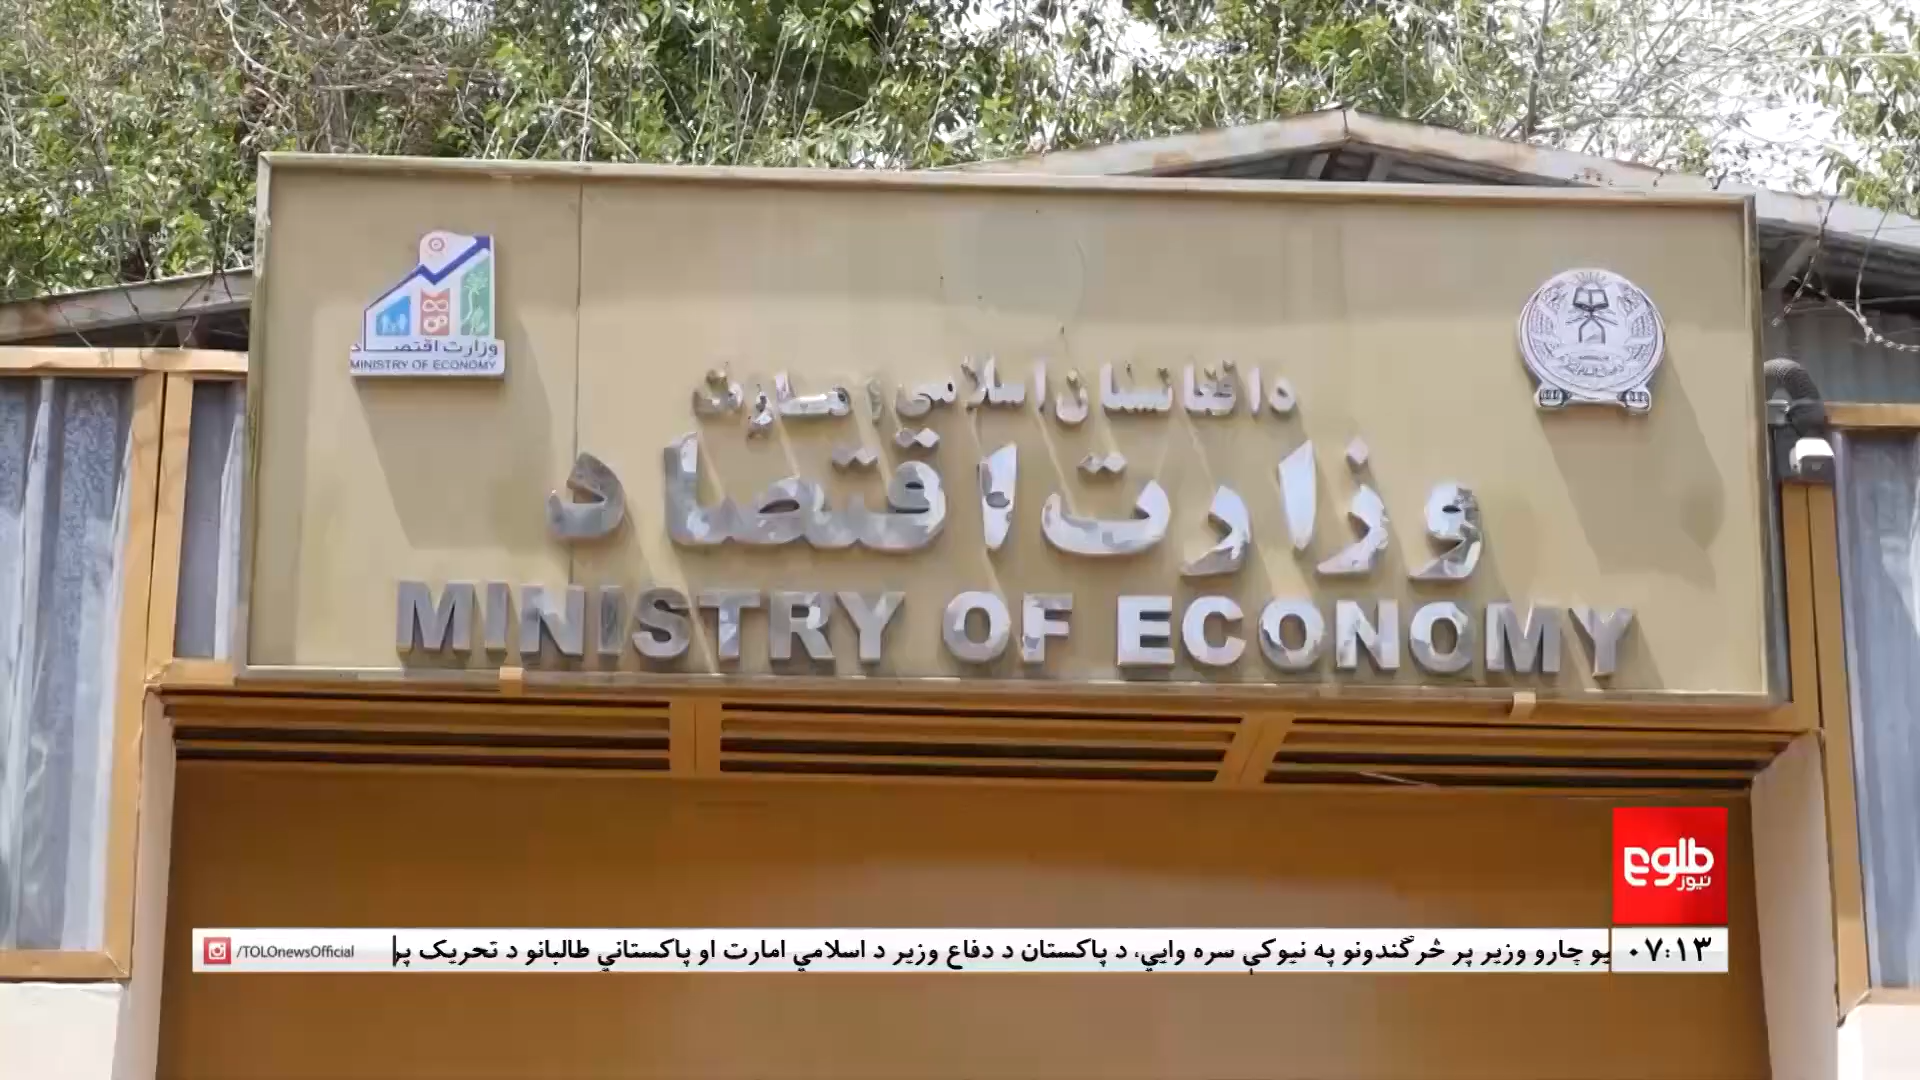 وزارت اقتصاد
MINISTRY OF ECONOMY
د افغانستان اسلامي امارت
وزارت اقتصاد
MINISTRY OF ECONOMY
طلوع
نیوز
/TOLOnewsOfficial
یو چارو وزیر پر څرګندونو په نیوکې سره وايي، د پاکستان د دفاع وزیر د اسلامي امارت او پاکستاني طالبانو د تحریک پر
۰۷:۱۳